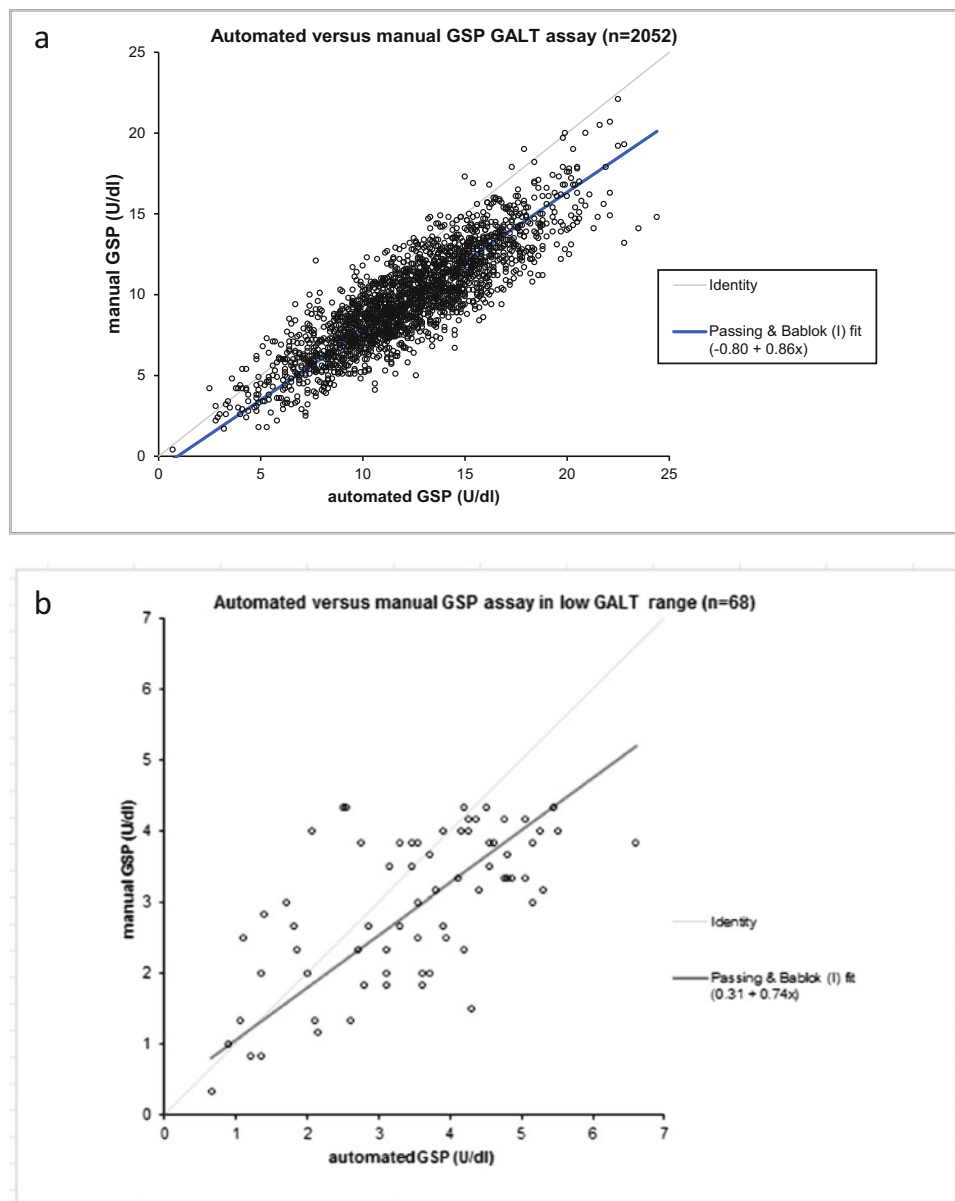 a
Automated versus manual GSP GALT assay (n=2052)
25
20
15
10
5
0
manual GSP (U/dl)
0 5 10 15 20 25
automated GSP (U/dl)
Identity
Passing & Bablok (I) fit
(-0.80 + 0.86x)
b
Automated versus manual GSP assay in low GALT range (n=68)
7
6
5
4
3
2
1
0
manual GSP (U/dl)
0 1 2 3 4 5 6 7
automated GSP (U/dl)
Identity
Passing & Bablok (I) fit
(0.31 + 0.74x)